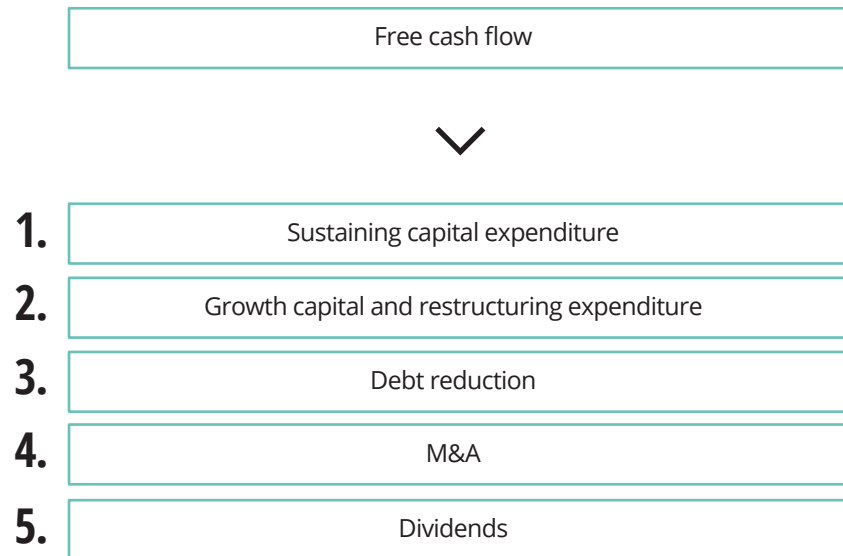 Free cash flow
1. Sustaining capital expenditure
2. Growth capital and restructuring expenditure
3. Debt reduction
4. M&A
5. Dividends